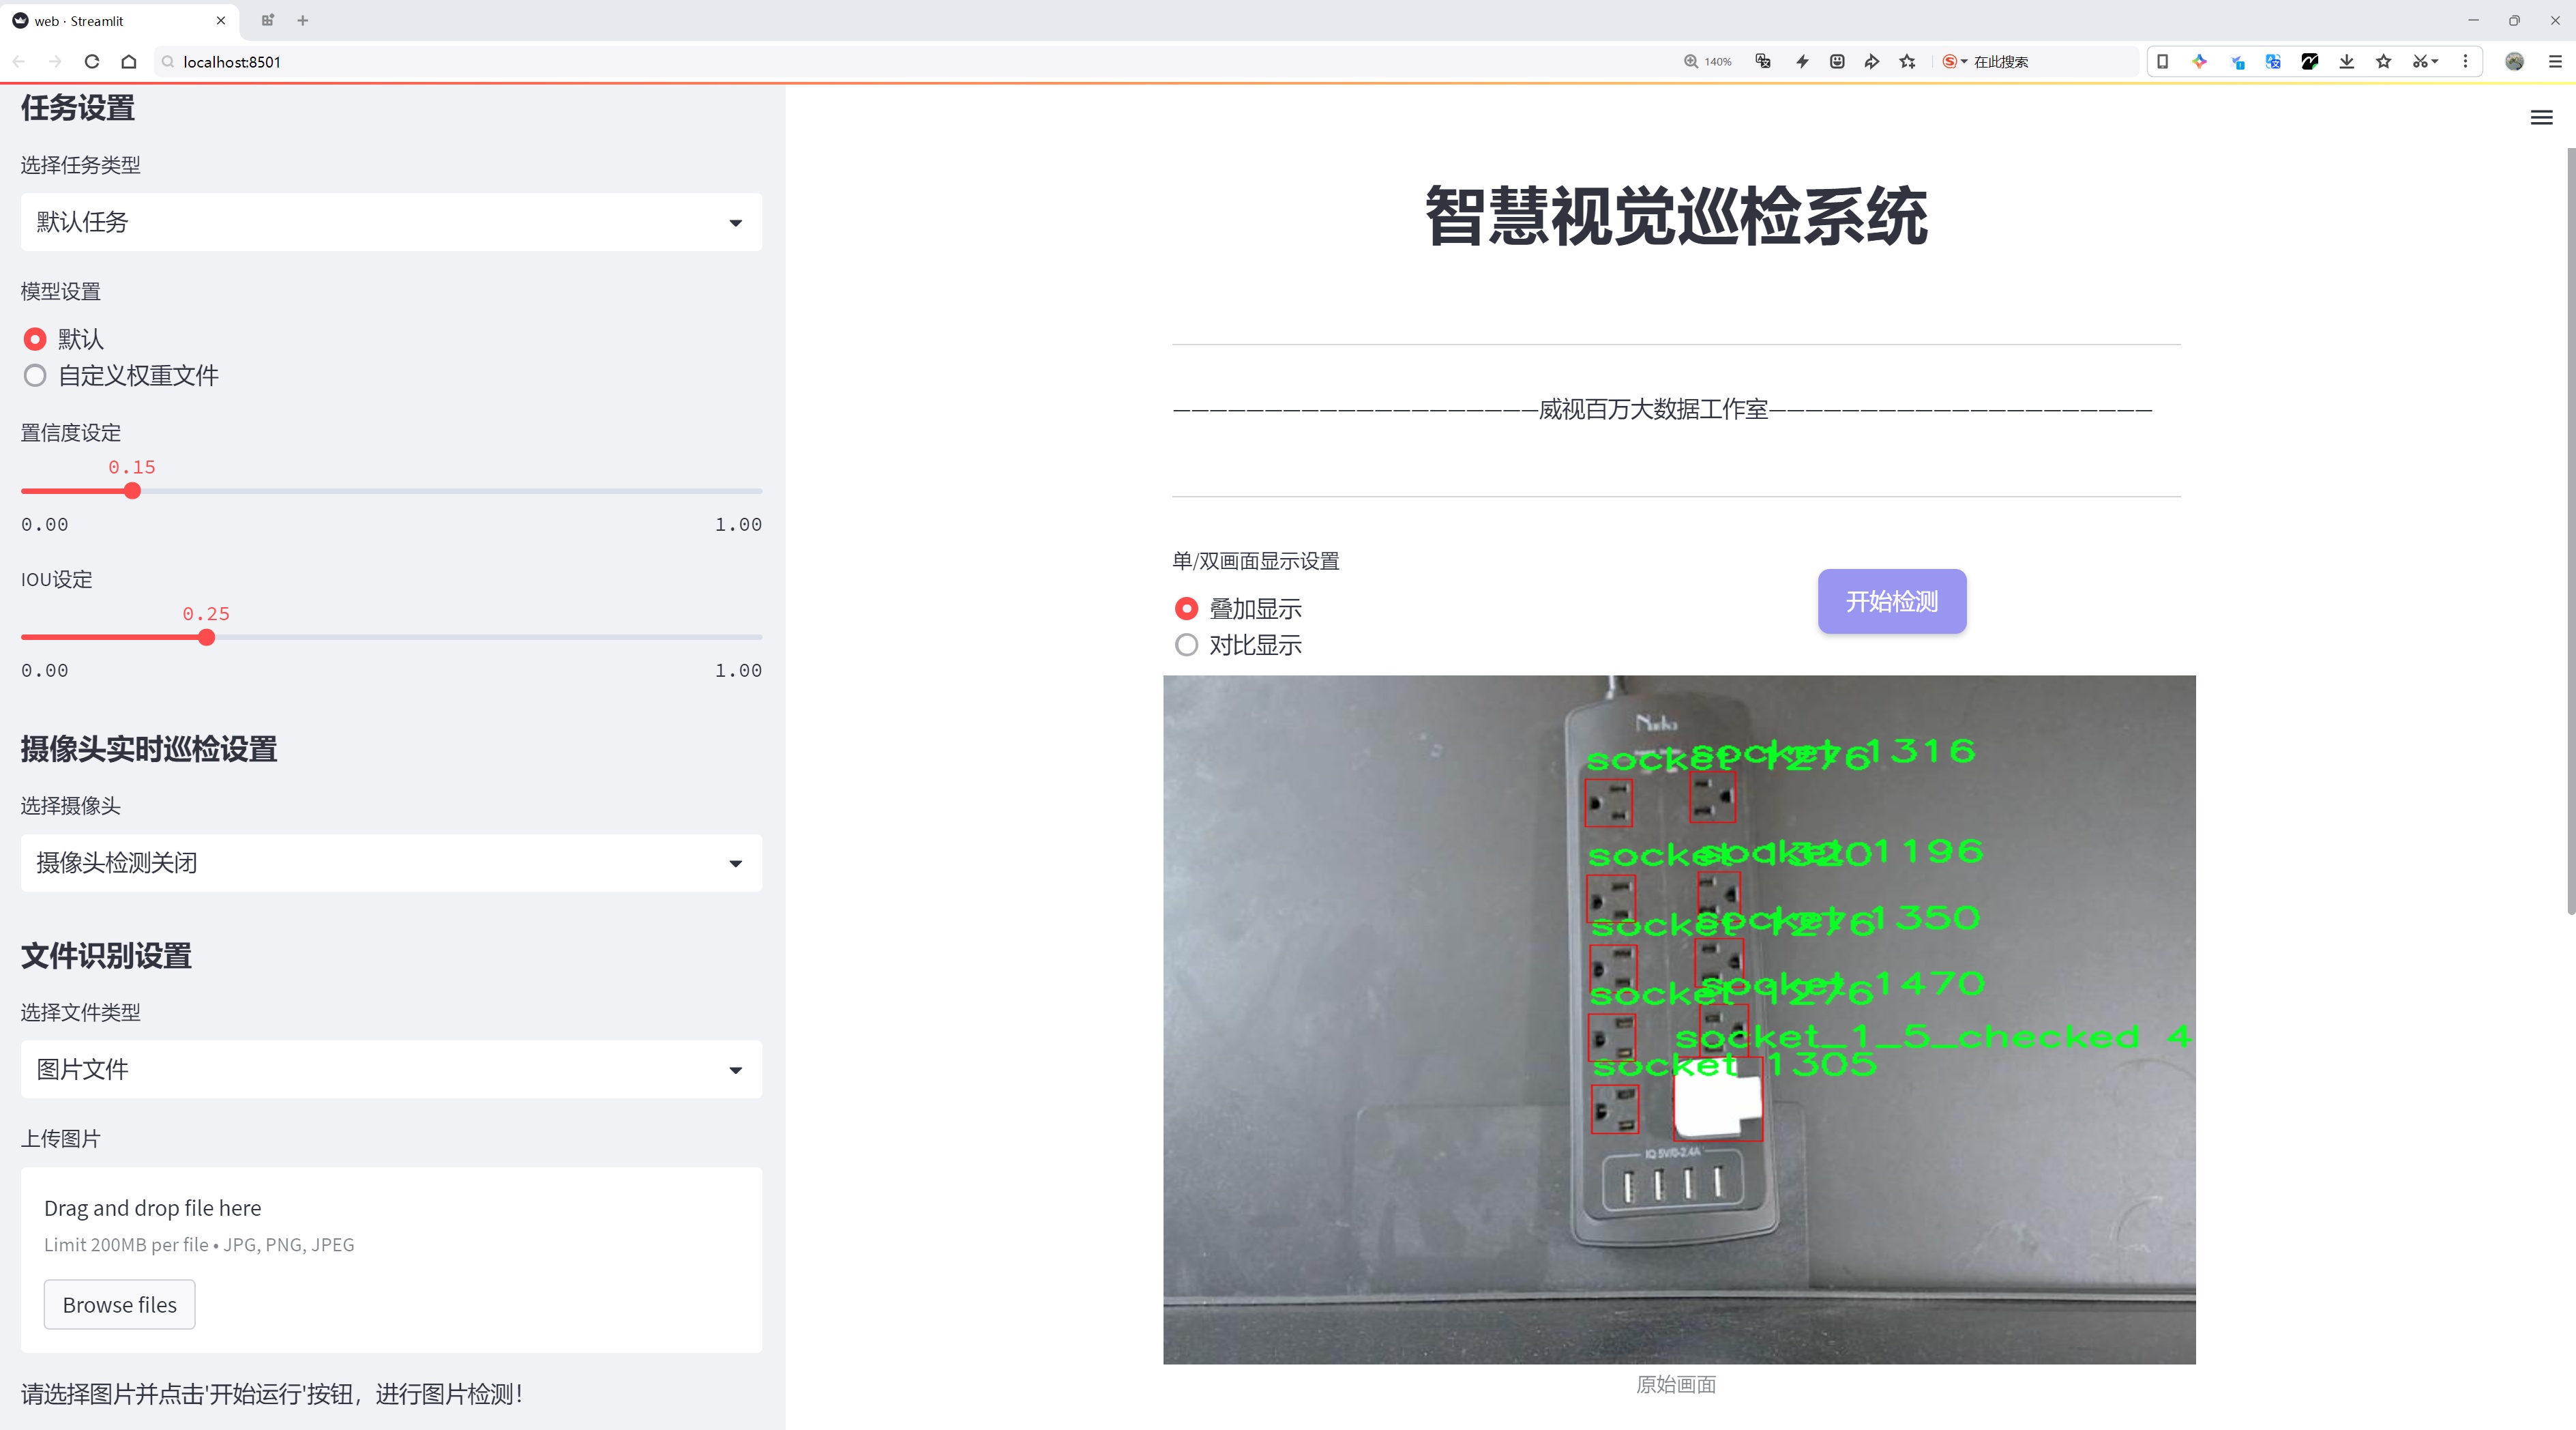 web · Streamlit
localhost:8501
140%
在此搜索
任务设置
选择任务类型
默认任务
模型设置
默认
自定义权重文件
置信度设定
0.15
0.00 1.00
IOU设定
0.25
0.00 1.00
摄像头实时巡检设置
选择摄像头
摄像头检测关闭
文件识别设置
选择文件类型
图片文件
上传图片
Drag and drop file here
Limit 200MB per file • JPG, PNG, JPEG
Browse files
请选择图片并点击'开始运行'按钮，进行图片检测！
智慧视觉巡检系统
威视百万大数据工作室
单/双画面显示设置
叠加显示
对比显示
开始检测
socket 1276 socket 1316
socket 1320 socket 1196
socket 1276 socket 1350
socket 1276 socket 1470
socket_1_5_checked 4
socket 1305
IQ 5V/0-2.4A
原始画面